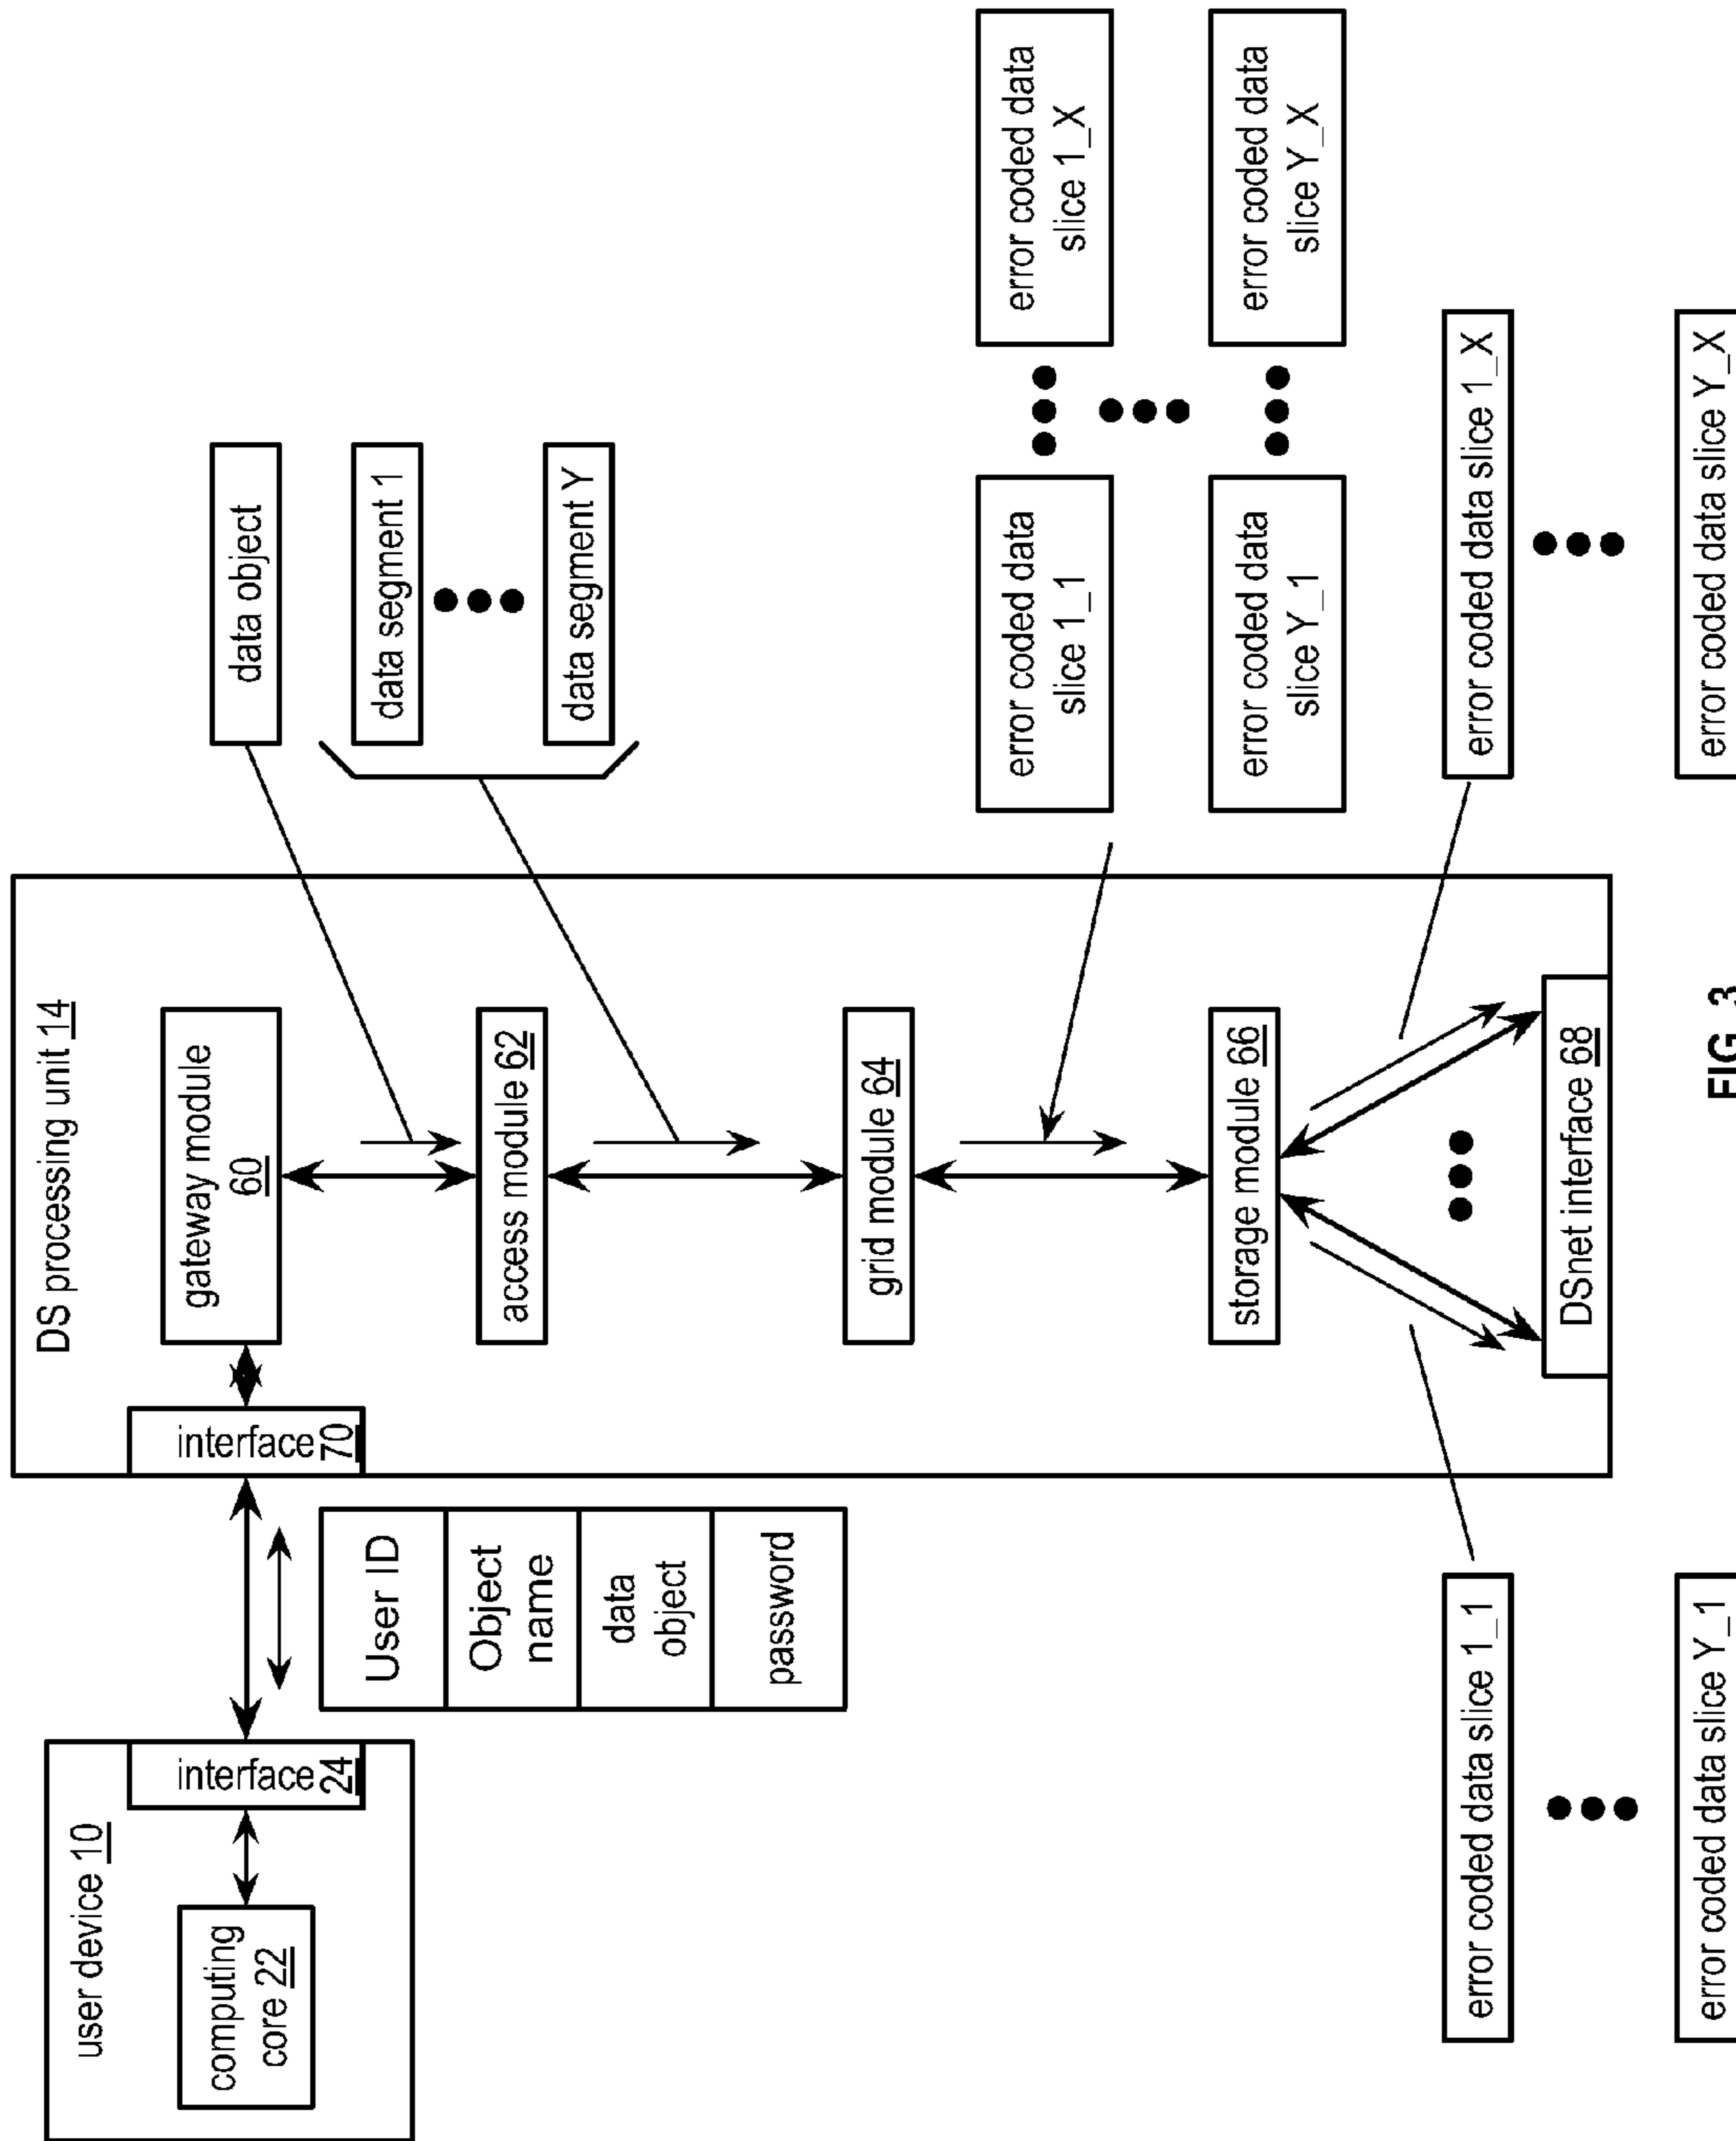 user device 10
computing
core 22
interface 24
User ID
Object
name
data
object
password
DS processing unit 14
interface 70
gateway module
60
access module 62
grid module 64
storage module 66
DSnet interface 68
data object
data segment 1
data segment Y
error coded data
slice 1_1
error coded data
slice 1_X
error coded data
slice Y_1
error coded data
slice Y_X
error coded data slice 1_1
error coded data slice Y_1
error coded data slice 1_X
error coded data slice Y_X
FIG. 3